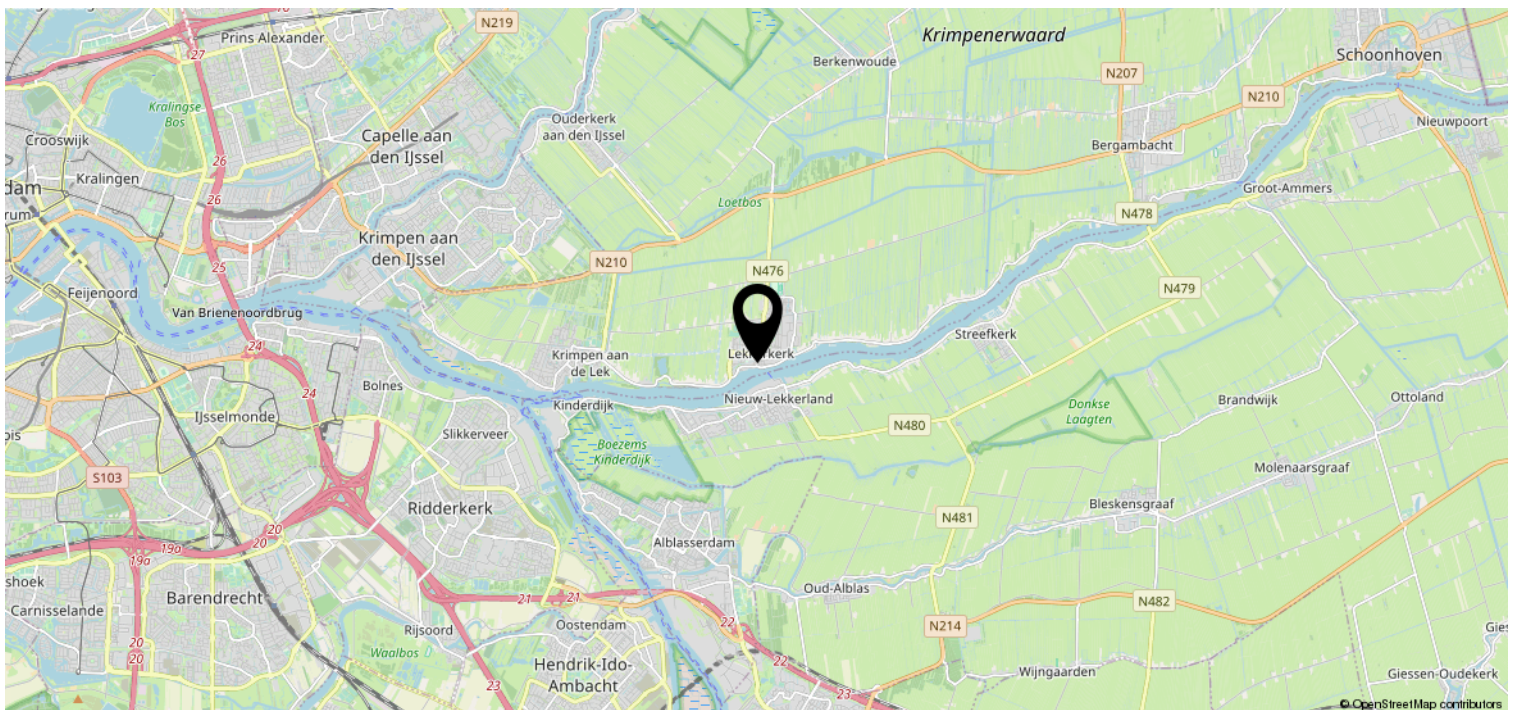 N219
Prins Alexander
27
Krimpenerwaard
Schoonhoven
Berkenwoude
N207
N210
Kralingse
Bos
Crooswijk
Capelle aan
den IJssel
Ouderkerk
aan den IJssel
Nieuwpoort
Bergambacht
26
Kralingen
dam
rum
26
Groot-Ammers
Loetbos
N478
Krimpen aan
den IJssel
N210
25
N476
N479
Feijenoord
Van Brienenoordbrug
Streefkerk
24
Krimpen aan
de Lek
Bolnes
24
Nieuw-Lekkerland
Kinderdijk
IJsselmonde
Donkse
Laagten
Brandwijk
Ottoland
Slikkerveer
N480
Boezems
Kinderdijk
S103
Molenaarsgraaf
Ridderkerk
Bleskensgraaf
N481
20
20
19a
19a
Alblasserdam
shoek
Barendrecht
Oud-Alblas
Carnisselande
21
21
N482
22
Rijsoord
Oostendam
N214
20
20
Waalbos
Hendrik-Ido-
Ambacht
22
23
23
Wijngaarden
Gies
Giessen-Oudekerk
© OpenStreetMap contributors